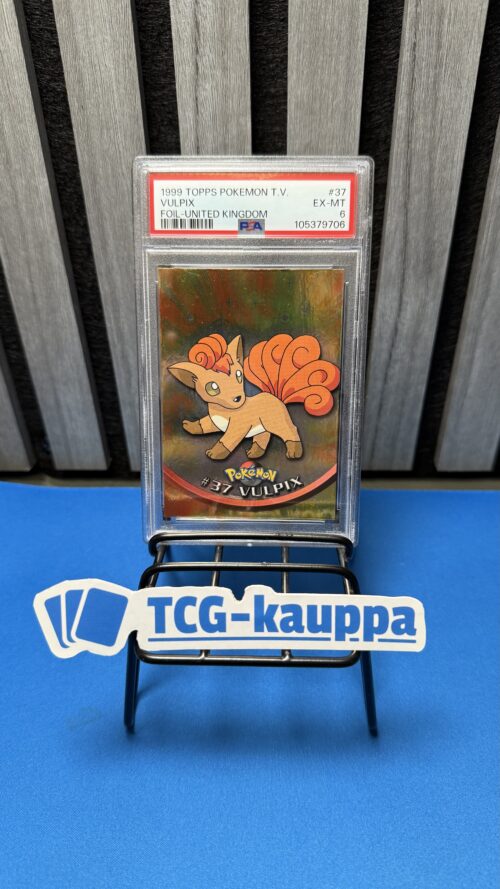 1999 TOPPS POKEMON T.V. #37
VULPIX EX-MT
FOIL-UNITED KINGDOM 6
PSA 105379706
POKéMON
#37 VULPIX
TCG-kauppa